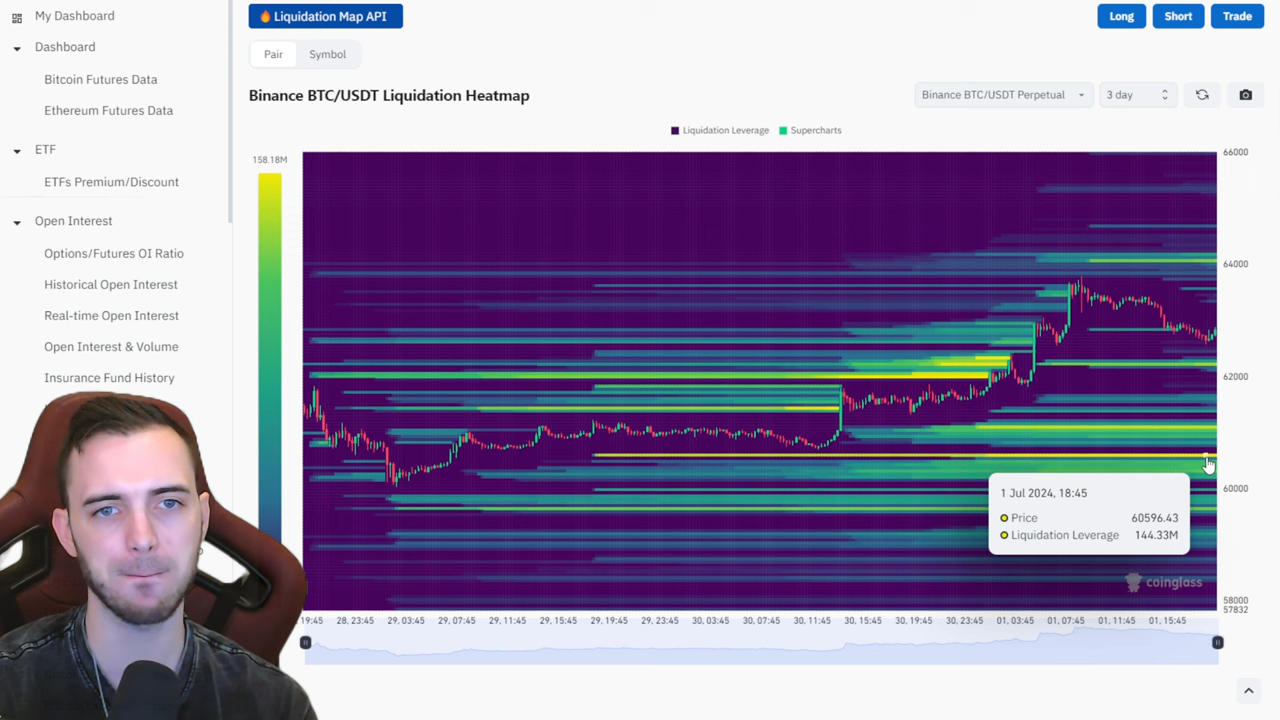 My Dashboard
Dashboard
Bitcoin Futures Data
Ethereum Futures Data
ETF
ETFs Premium/Discount
Open Interest
Options/Futures OI Ratio
Historical Open Interest
Real-time Open Interest
Open Interest & Volume
Insurance Fund History
Liquidation Map API
Long Short Trade
Pair Symbol
Binance BTC/USDT Liquidation Heatmap
Binance BTC/USDT Perpetual 3 day
Liquidation Leverage Supercharts
158.18M
66000
64000
62000
60000
58000
57832
1 Jul 2024, 18:45
Price 60596.43
Liquidation Leverage 144.33M
coinglass
19:45 28, 23:45 29, 03:45 29, 07:45 29, 11:45 29, 15:45 29, 19:45 29, 23:45 30, 03:45 30, 07:45 30, 11:45 30, 15:45 30, 19:45 30, 23:45 01, 03:45 01, 07:45 01, 11:45 01, 15:45